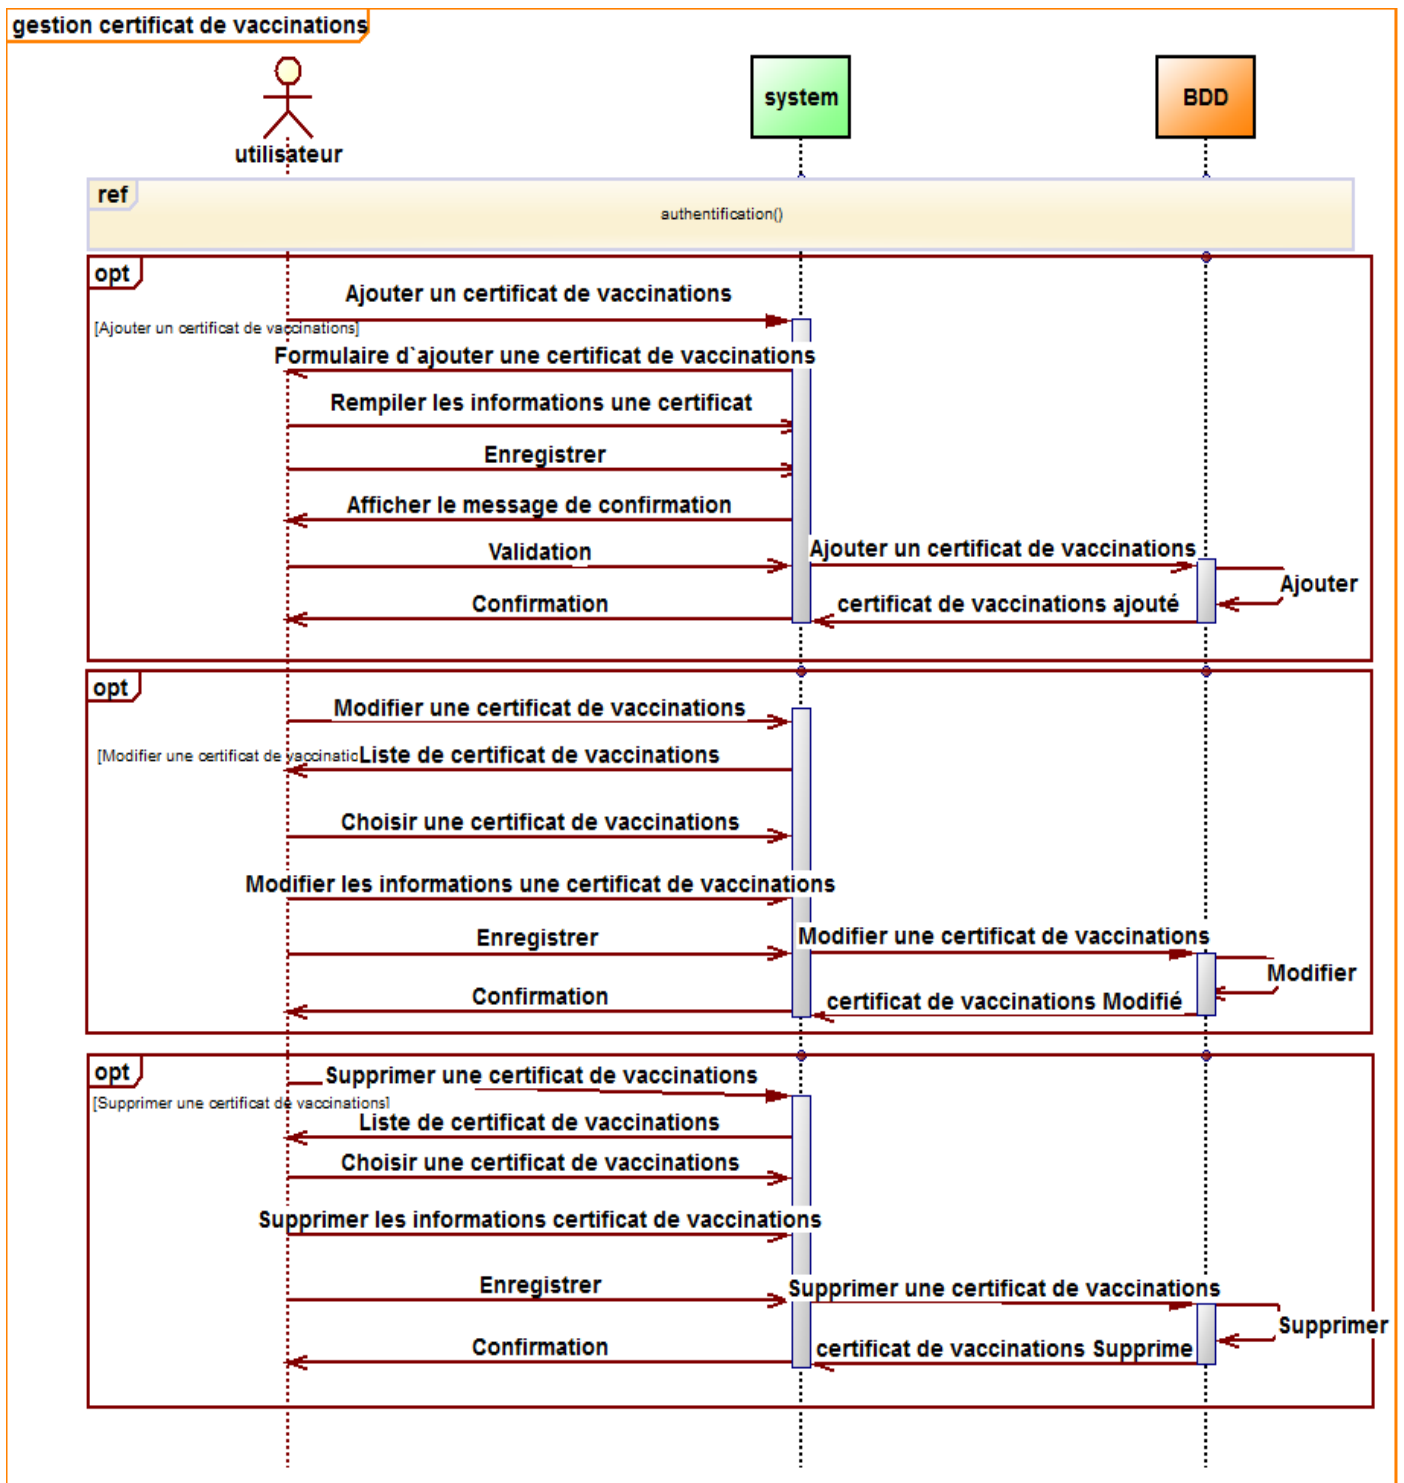 gestion certificat de vaccinations
system
BDD
utilisateur
ref
authentification()
opt
Ajouter un certificat de vaccinations
[Ajouter un certificat de vaccinations]
Formulaire d`ajouter une certificat de vaccinations
Rempiler les informations une certificat
Enregistrer
Afficher le message de confirmation
Validation
Ajouter un certificat de vaccinations
Ajouter
Confirmation
certificat de vaccinations ajouté
opt
Modifier une certificat de vaccinations
[Modifier une certificat de vaccinatio
Liste de certificat de vaccinations
Choisir une certificat de vaccinations
Modifier les informations une certificat de vaccinations
Enregistrer
Modifier une certificat de vaccinations
Modifier
Confirmation
certificat de vaccinations Modifié
opt
Supprimer une certificat de vaccinations
[Supprimer une certificat de vaccinations]
Liste de certificat de vaccinations
Choisir une certificat de vaccinations
Supprimer les informations certificat de vaccinations
Enregistrer
Supprimer une certificat de vaccinations
Supprimer
Confirmation
certificat de vaccinations Supprime